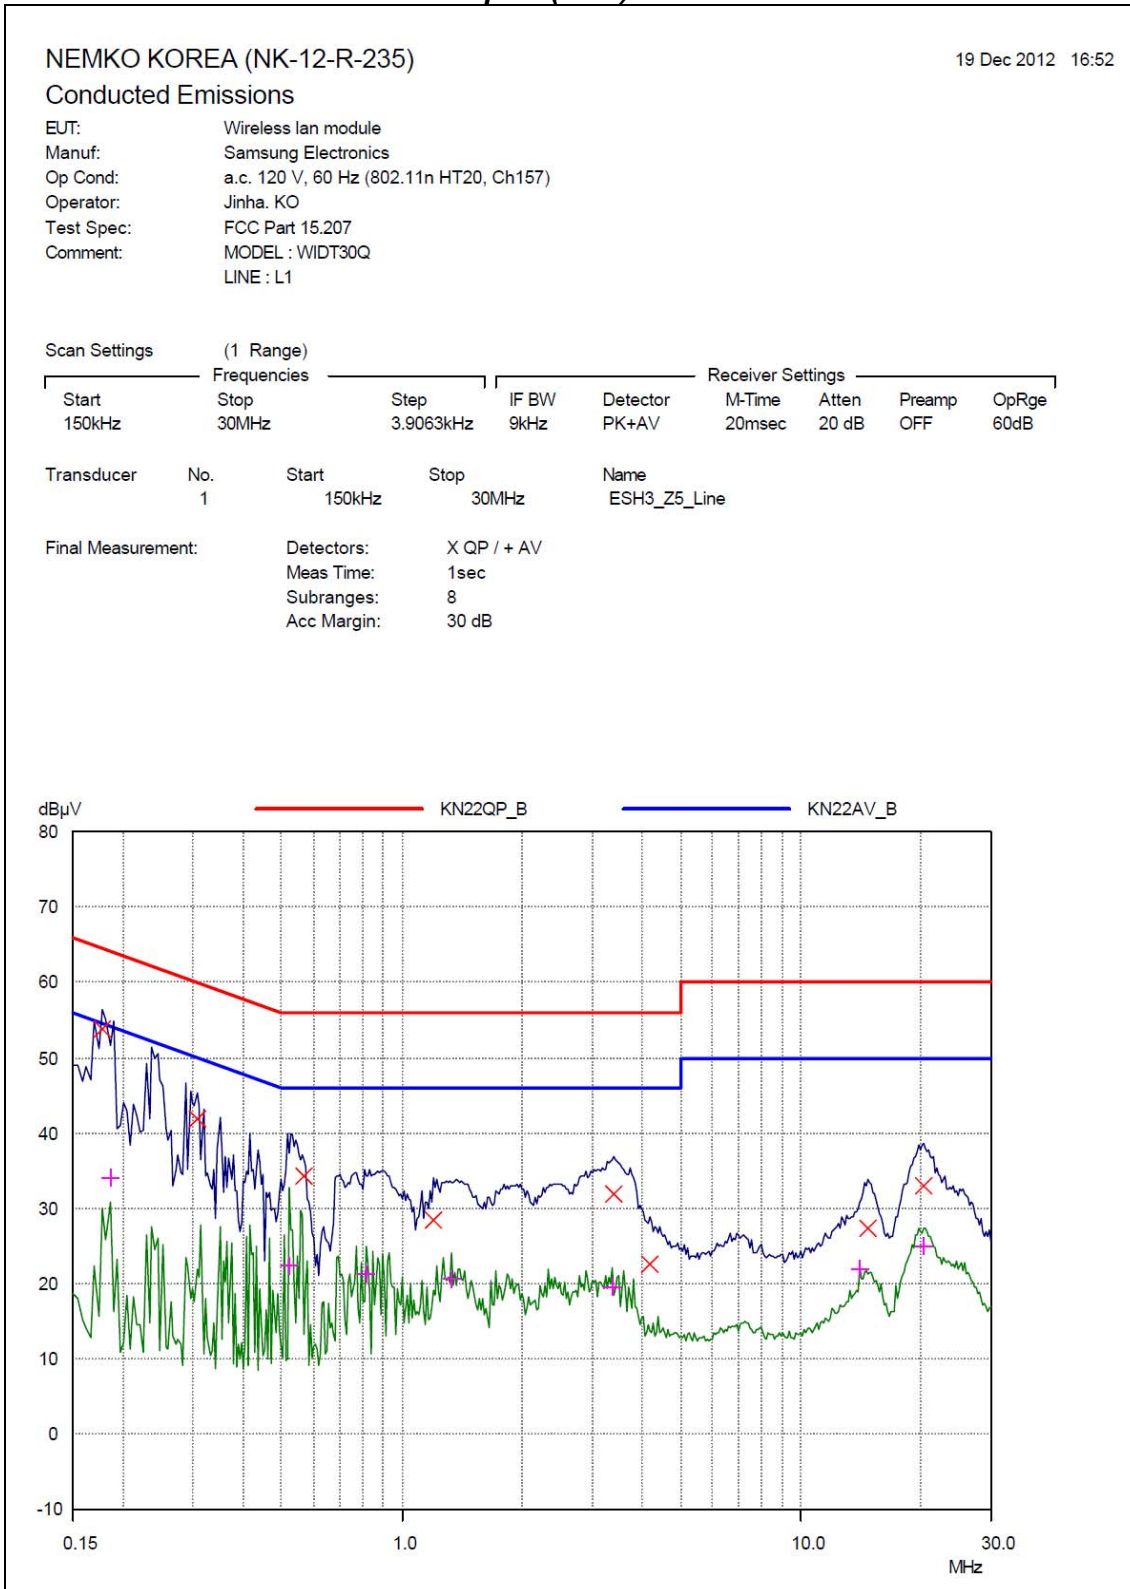 NEMKO KOREA (NK-12-R-235) 19 Dec 2012 16:52
Conducted Emissions
EUT: Wireless lan module
Manuf: Samsung Electronics
Op Cond: a.c. 120 V, 60 Hz (802.11n HT20, Ch157)
Operator: Jinha. KO
Test Spec: FCC Part 15.207
Comment: MODEL : WIDT30Q
LINE : L1
Scan Settings (1 Range)
Frequencies Receiver Settings
Start Stop Step IF BW Detector M-Time Atten Preamp OpRge
150kHz 30MHz 3.9063kHz 9kHz PK+AV 20msec 20 dB OFF 60dB
Transducer No. Start Stop Name
1 150kHz 30MHz ESH3_Z5_Line
Final Measurement: Detectors: X QP / + AV
Meas Time: 1sec
Subranges: 8
Acc Margin: 30 dB
dBµV KN22QP_B KN22AV_B
80
70
60
50
40
30
20
10
0
-10
0.15 1.0 10.0 30.0
MHz